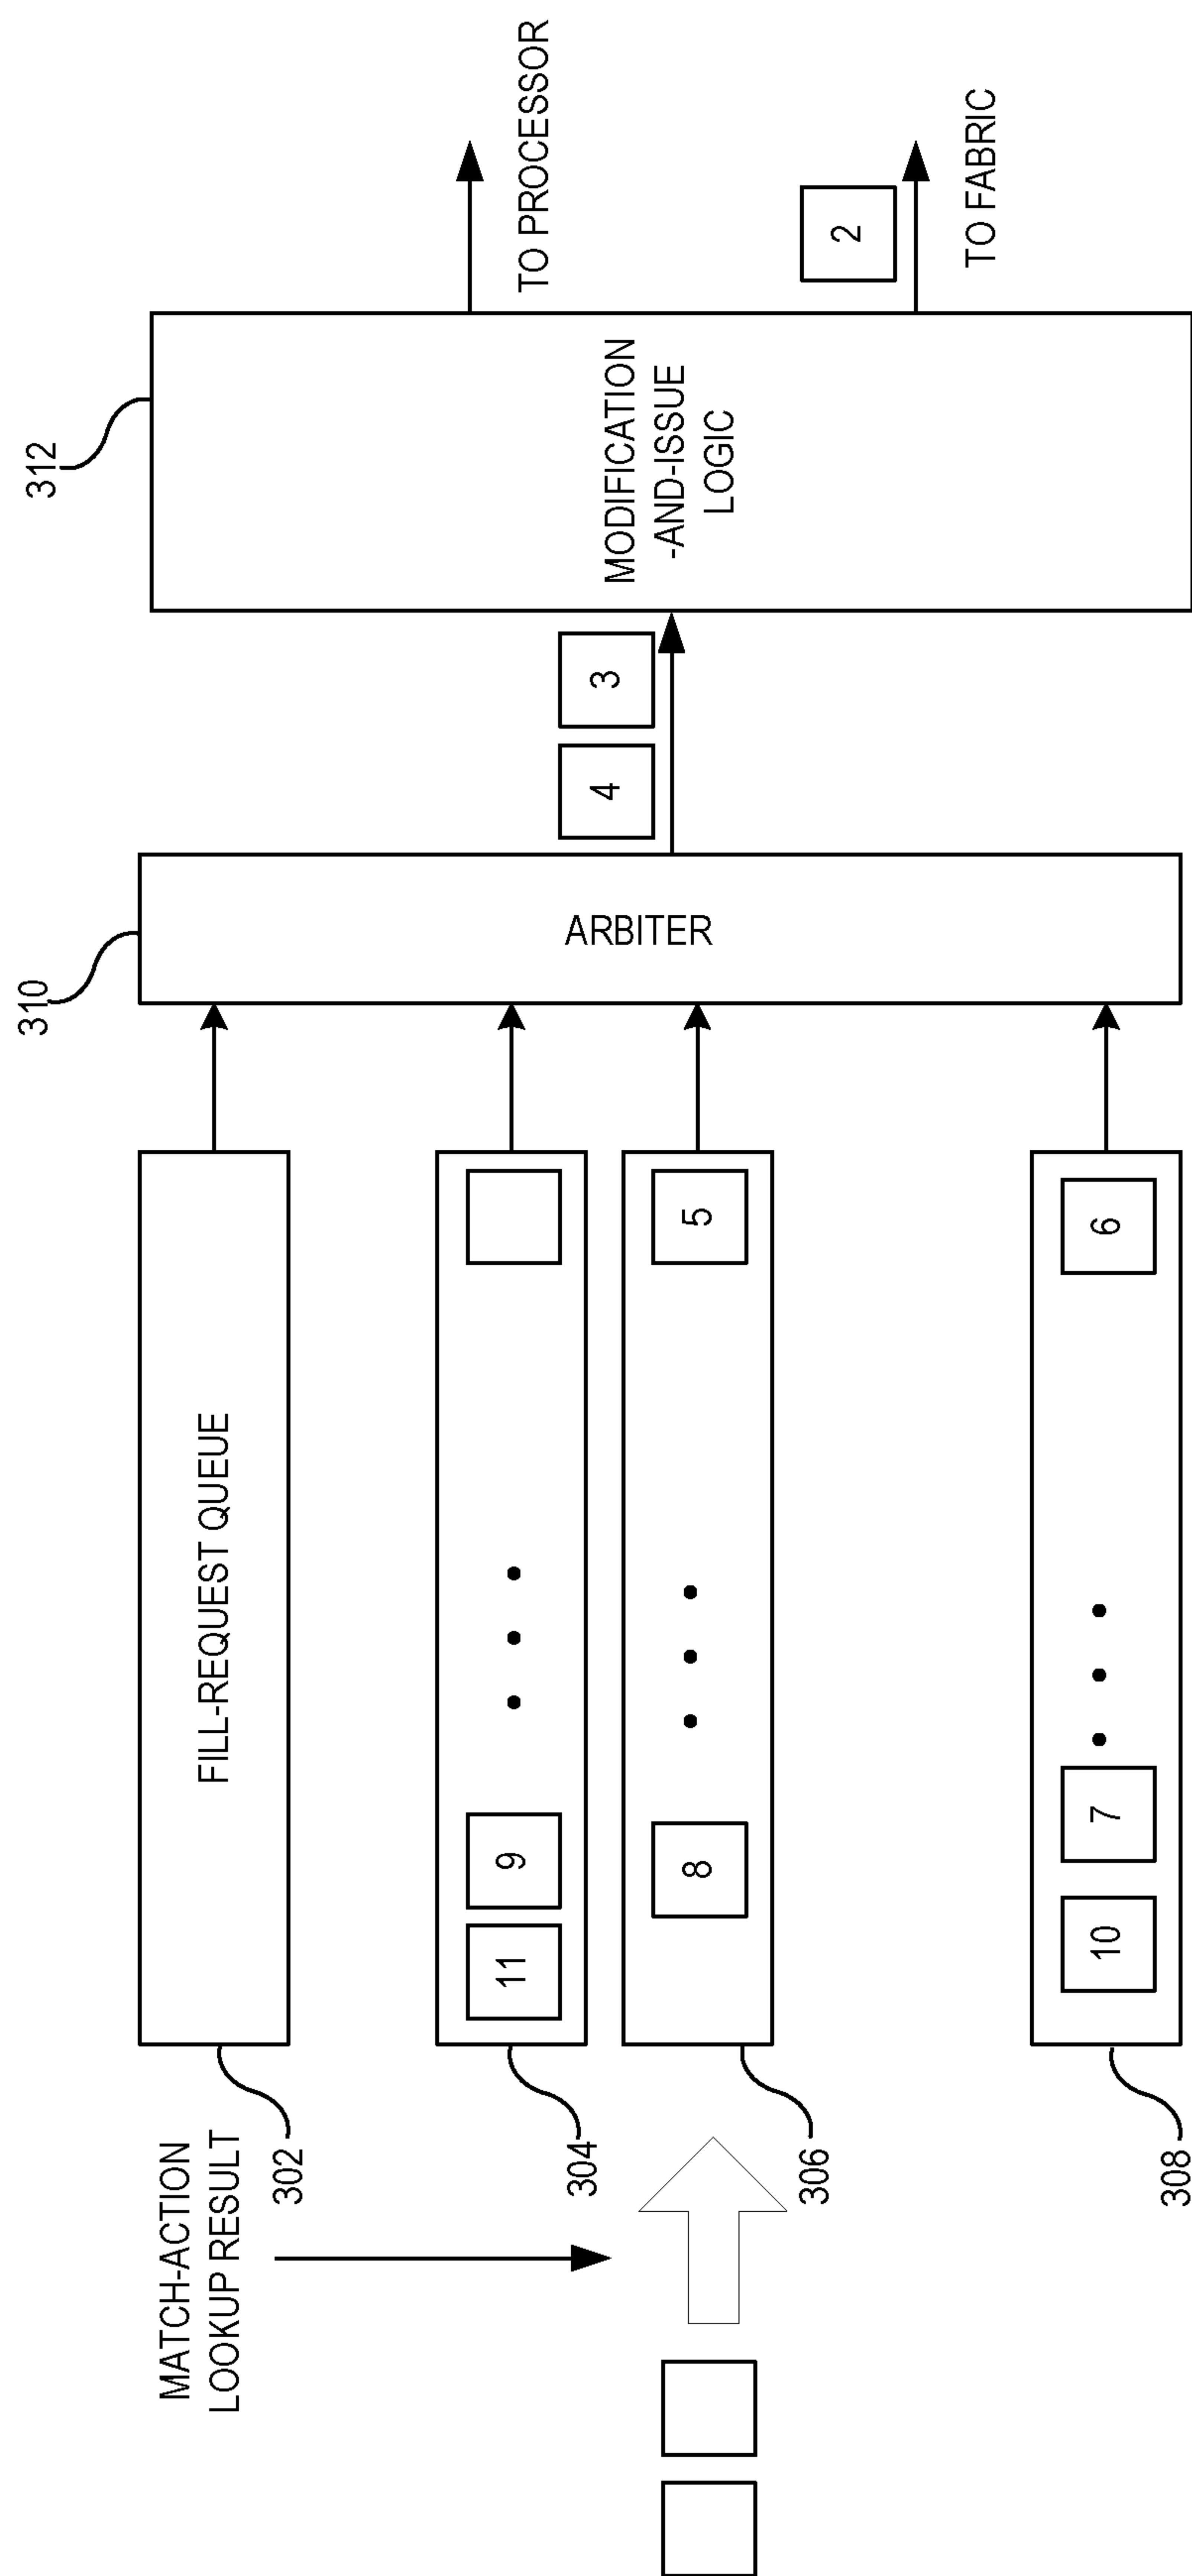 MATCH-ACTION
LOOKUP RESULT
302
FILL-REQUEST QUEUE
304
11
9
306
8
5
308
10
7
6
310
ARBITER
4
3
312
MODIFICATION
-AND-ISSUE
LOGIC
TO PROCESSOR
2
TO FABRIC